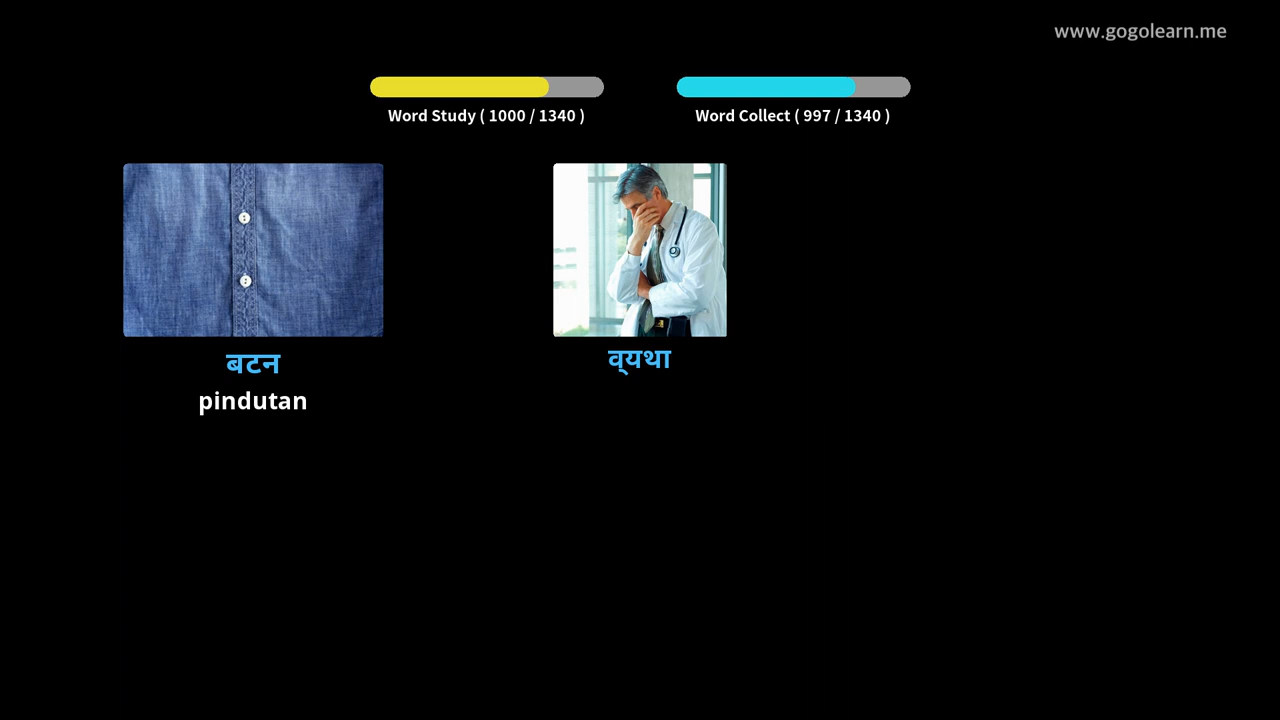 www.gogolearn.me
Word Study ( 1000 / 1340 )
Word Collect ( 997 / 1340 )
बटन
pindutan
व्यथा